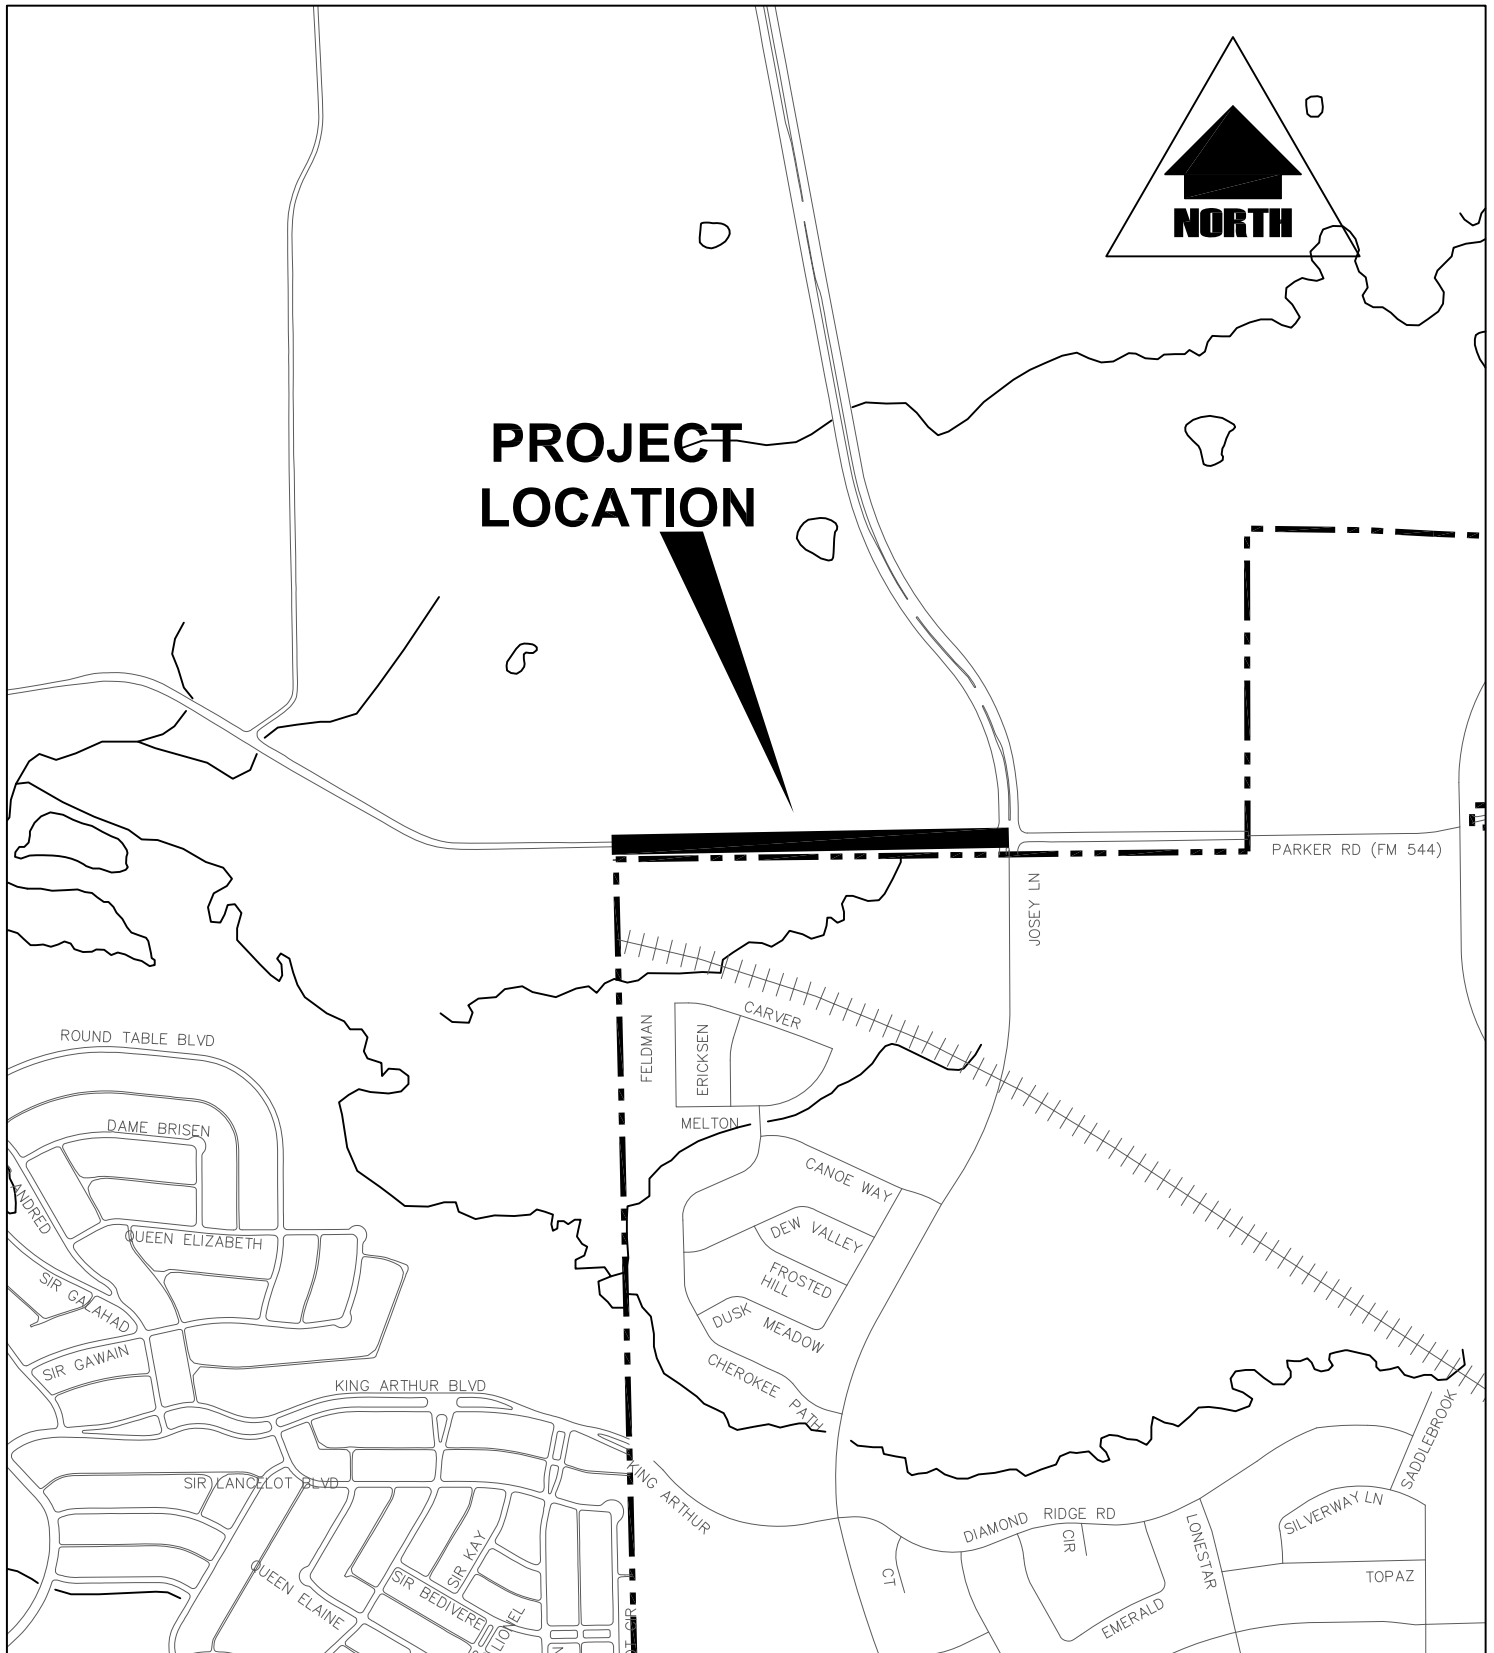 NORTH
PROJECT
LOCATION
PARKER RD (FM 544)
JOSEY LN
CARVER
FELDMAN
ERICKSEN
ROUND TABLE BLVD
MELTON
DAME BRISEN
CANOE WAY
DEW VALLEY
QUEEN ELIZABETH
FROSTED
HILL
SIR GALAHAD
DUSK MEADOW
SIR GAWAIN
CHEROKEE PATH
KING ARTHUR BLVD
SADDLEBROOK
SIR LANCELOT BLVD
KING ARTHUR
DIAMOND RIDGE RD
SILVERWAY LN
CIR
LONESTAR
SIR KAY
CT
TOPAZ
SIR BEDIVERE
QUEEN ELAINE
LIONEL
EMERALD
CIR